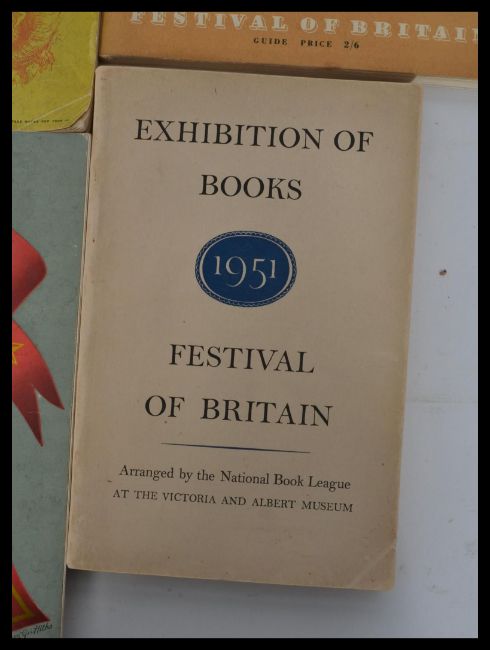 FESTIVAL OF BRITAIN
GUIDE PRICE 2/6
EXHIBITION OF
BOOKS
1951
FESTIVAL
OF BRITAIN
Arranged by the National Book League
AT THE VICTORIA AND ALBERT MUSEUM